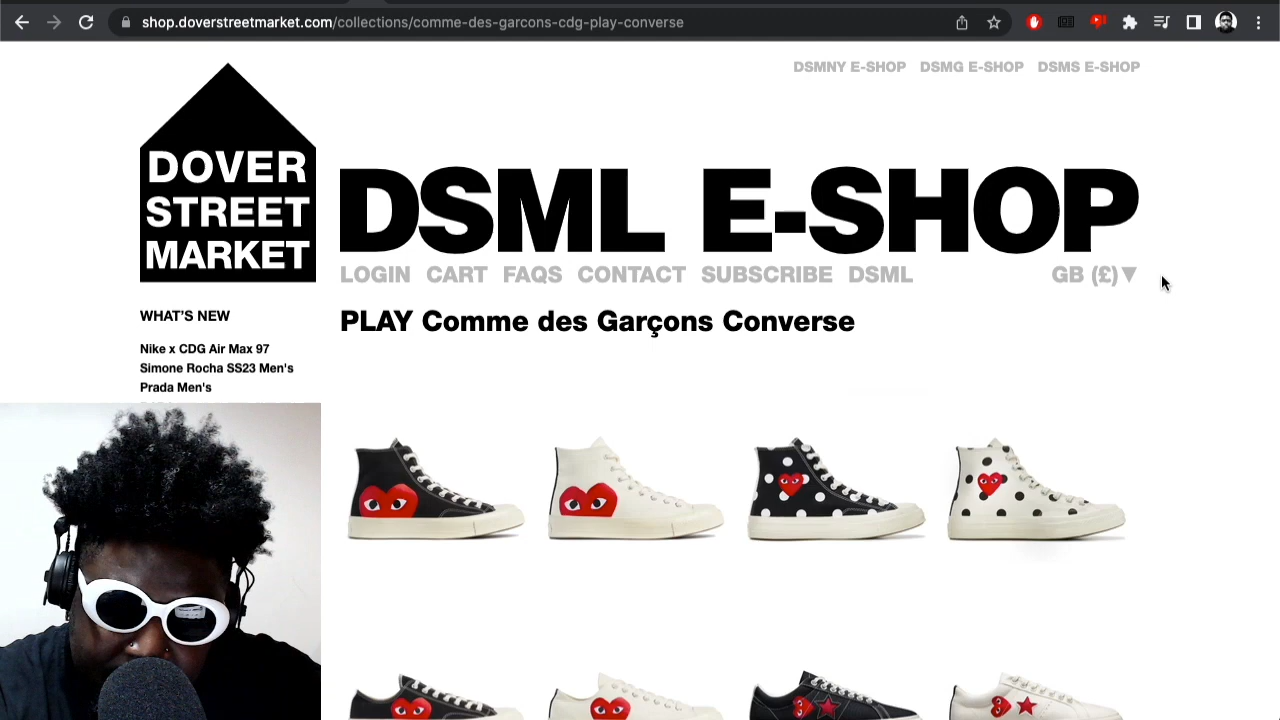 shop.doverstreetmarket.com/collections/comme-des-garcons-cdg-play-converse
DSMNY E-SHOP DSMG E-SHOP DSMS E-SHOP
DOVER
STREET
MARKET
DSML E-SHOP
LOGIN CART FAQS CONTACT SUBSCRIBE DSML GB (£)▼
WHAT'S NEW
PLAY Comme des Garçons Converse
Nike x CDG Air Max 97
Simone Rocha SS23 Men's
Prada Men's